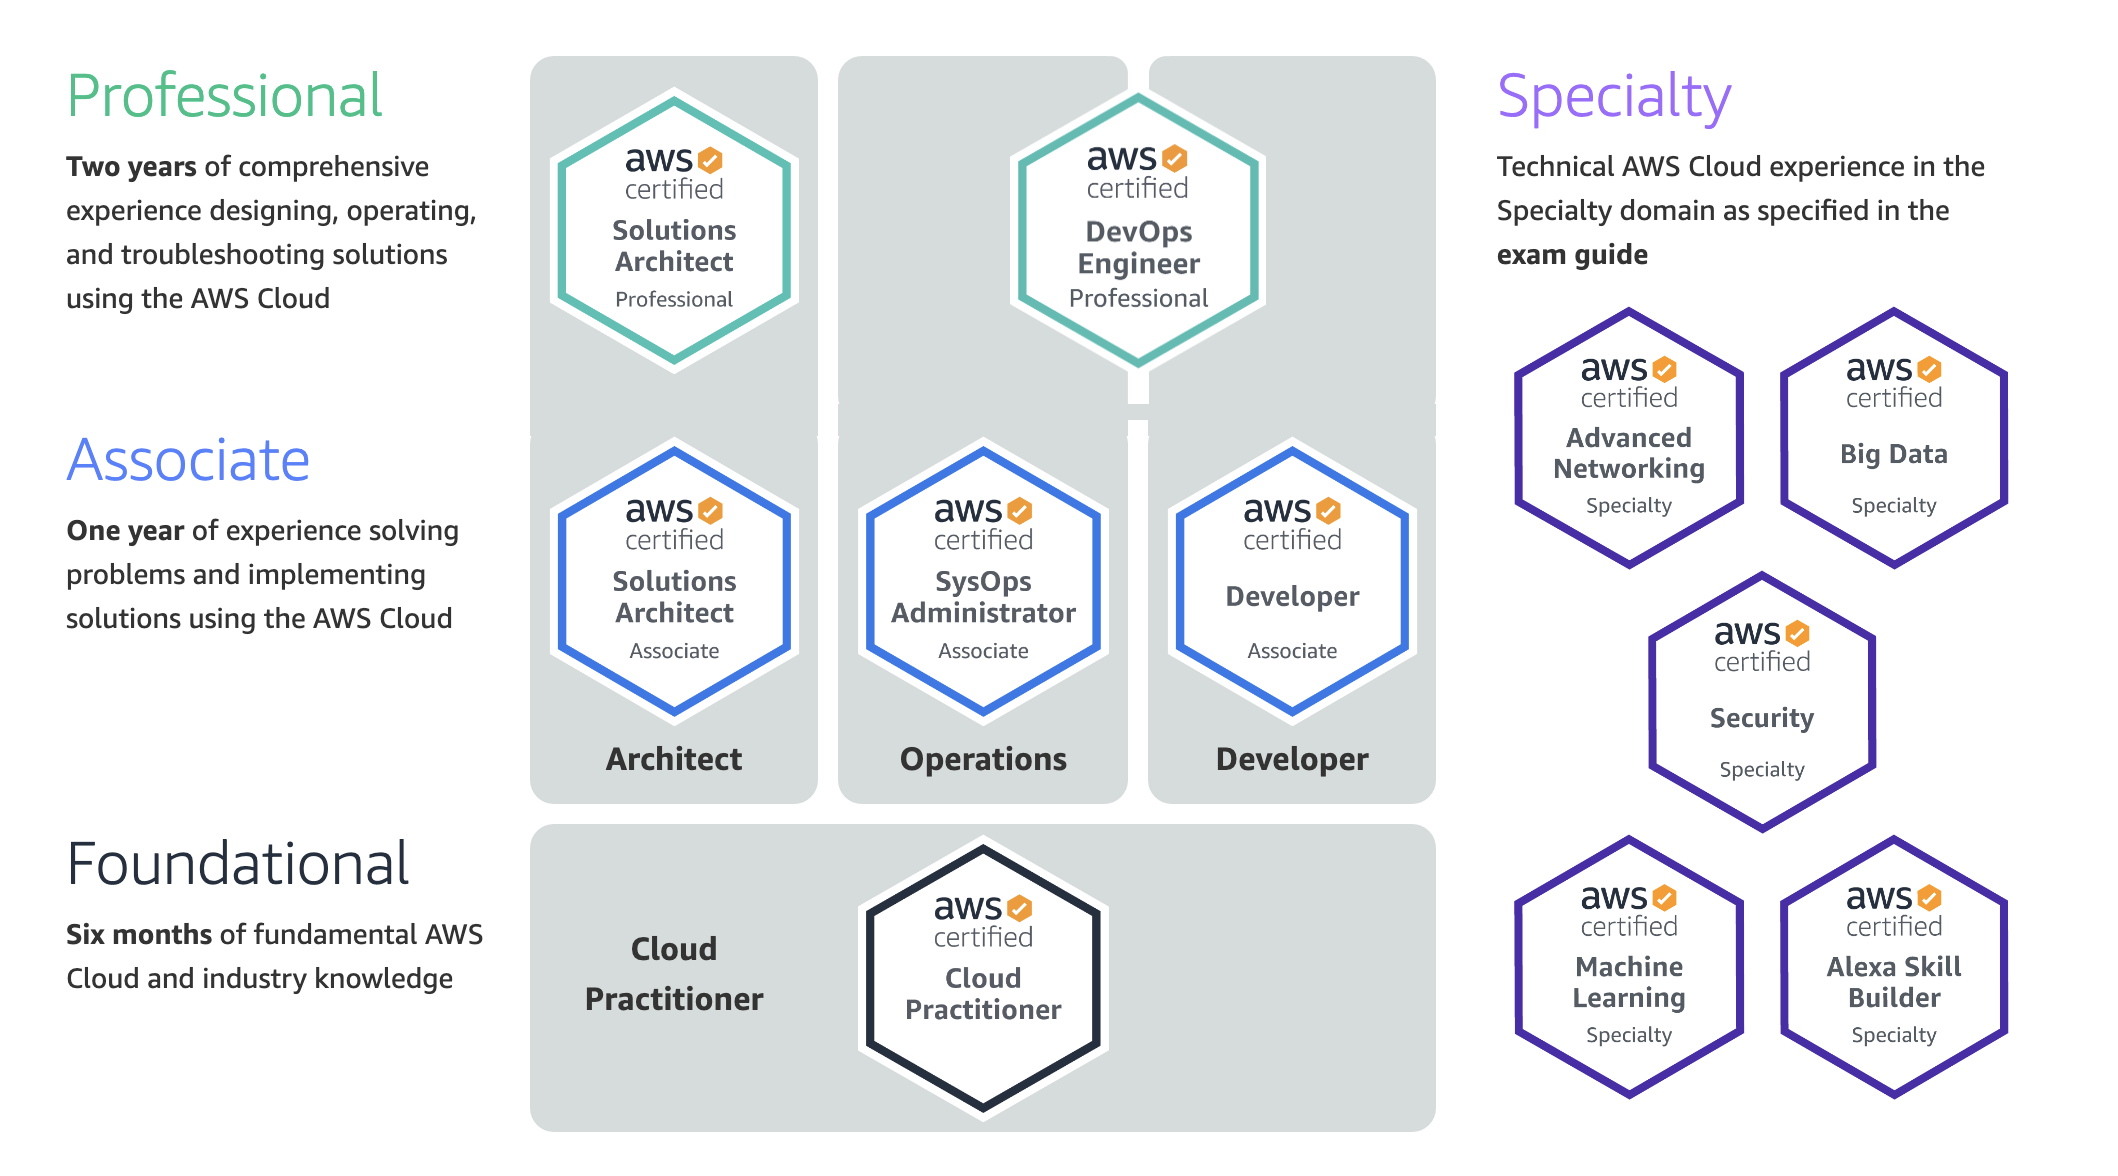 Professional
Two years of comprehensive
experience designing, operating,
and troubleshooting solutions
using the AWS Cloud
aws
certified
Solutions
Architect
Professional
aws
certified
DevOps
Engineer
Professional
Associate
One year of experience solving
problems and implementing
solutions using the AWS Cloud
aws
certified
Solutions
Architect
Associate
aws
certified
SysOps
Administrator
Associate
aws
certified
Developer
Associate
Architect
Operations
Developer
Foundational
Six months of fundamental AWS
Cloud and industry knowledge
Cloud
Practitioner
aws
certified
Cloud
Practitioner
Specialty
Technical AWS Cloud experience in the
Specialty domain as specified in the
exam guide
aws
certified
Advanced
Networking
Specialty
aws
certified
Big Data
Specialty
aws
certified
Security
Specialty
aws
certified
Machine
Learning
Specialty
aws
certified
Alexa Skill
Builder
Specialty